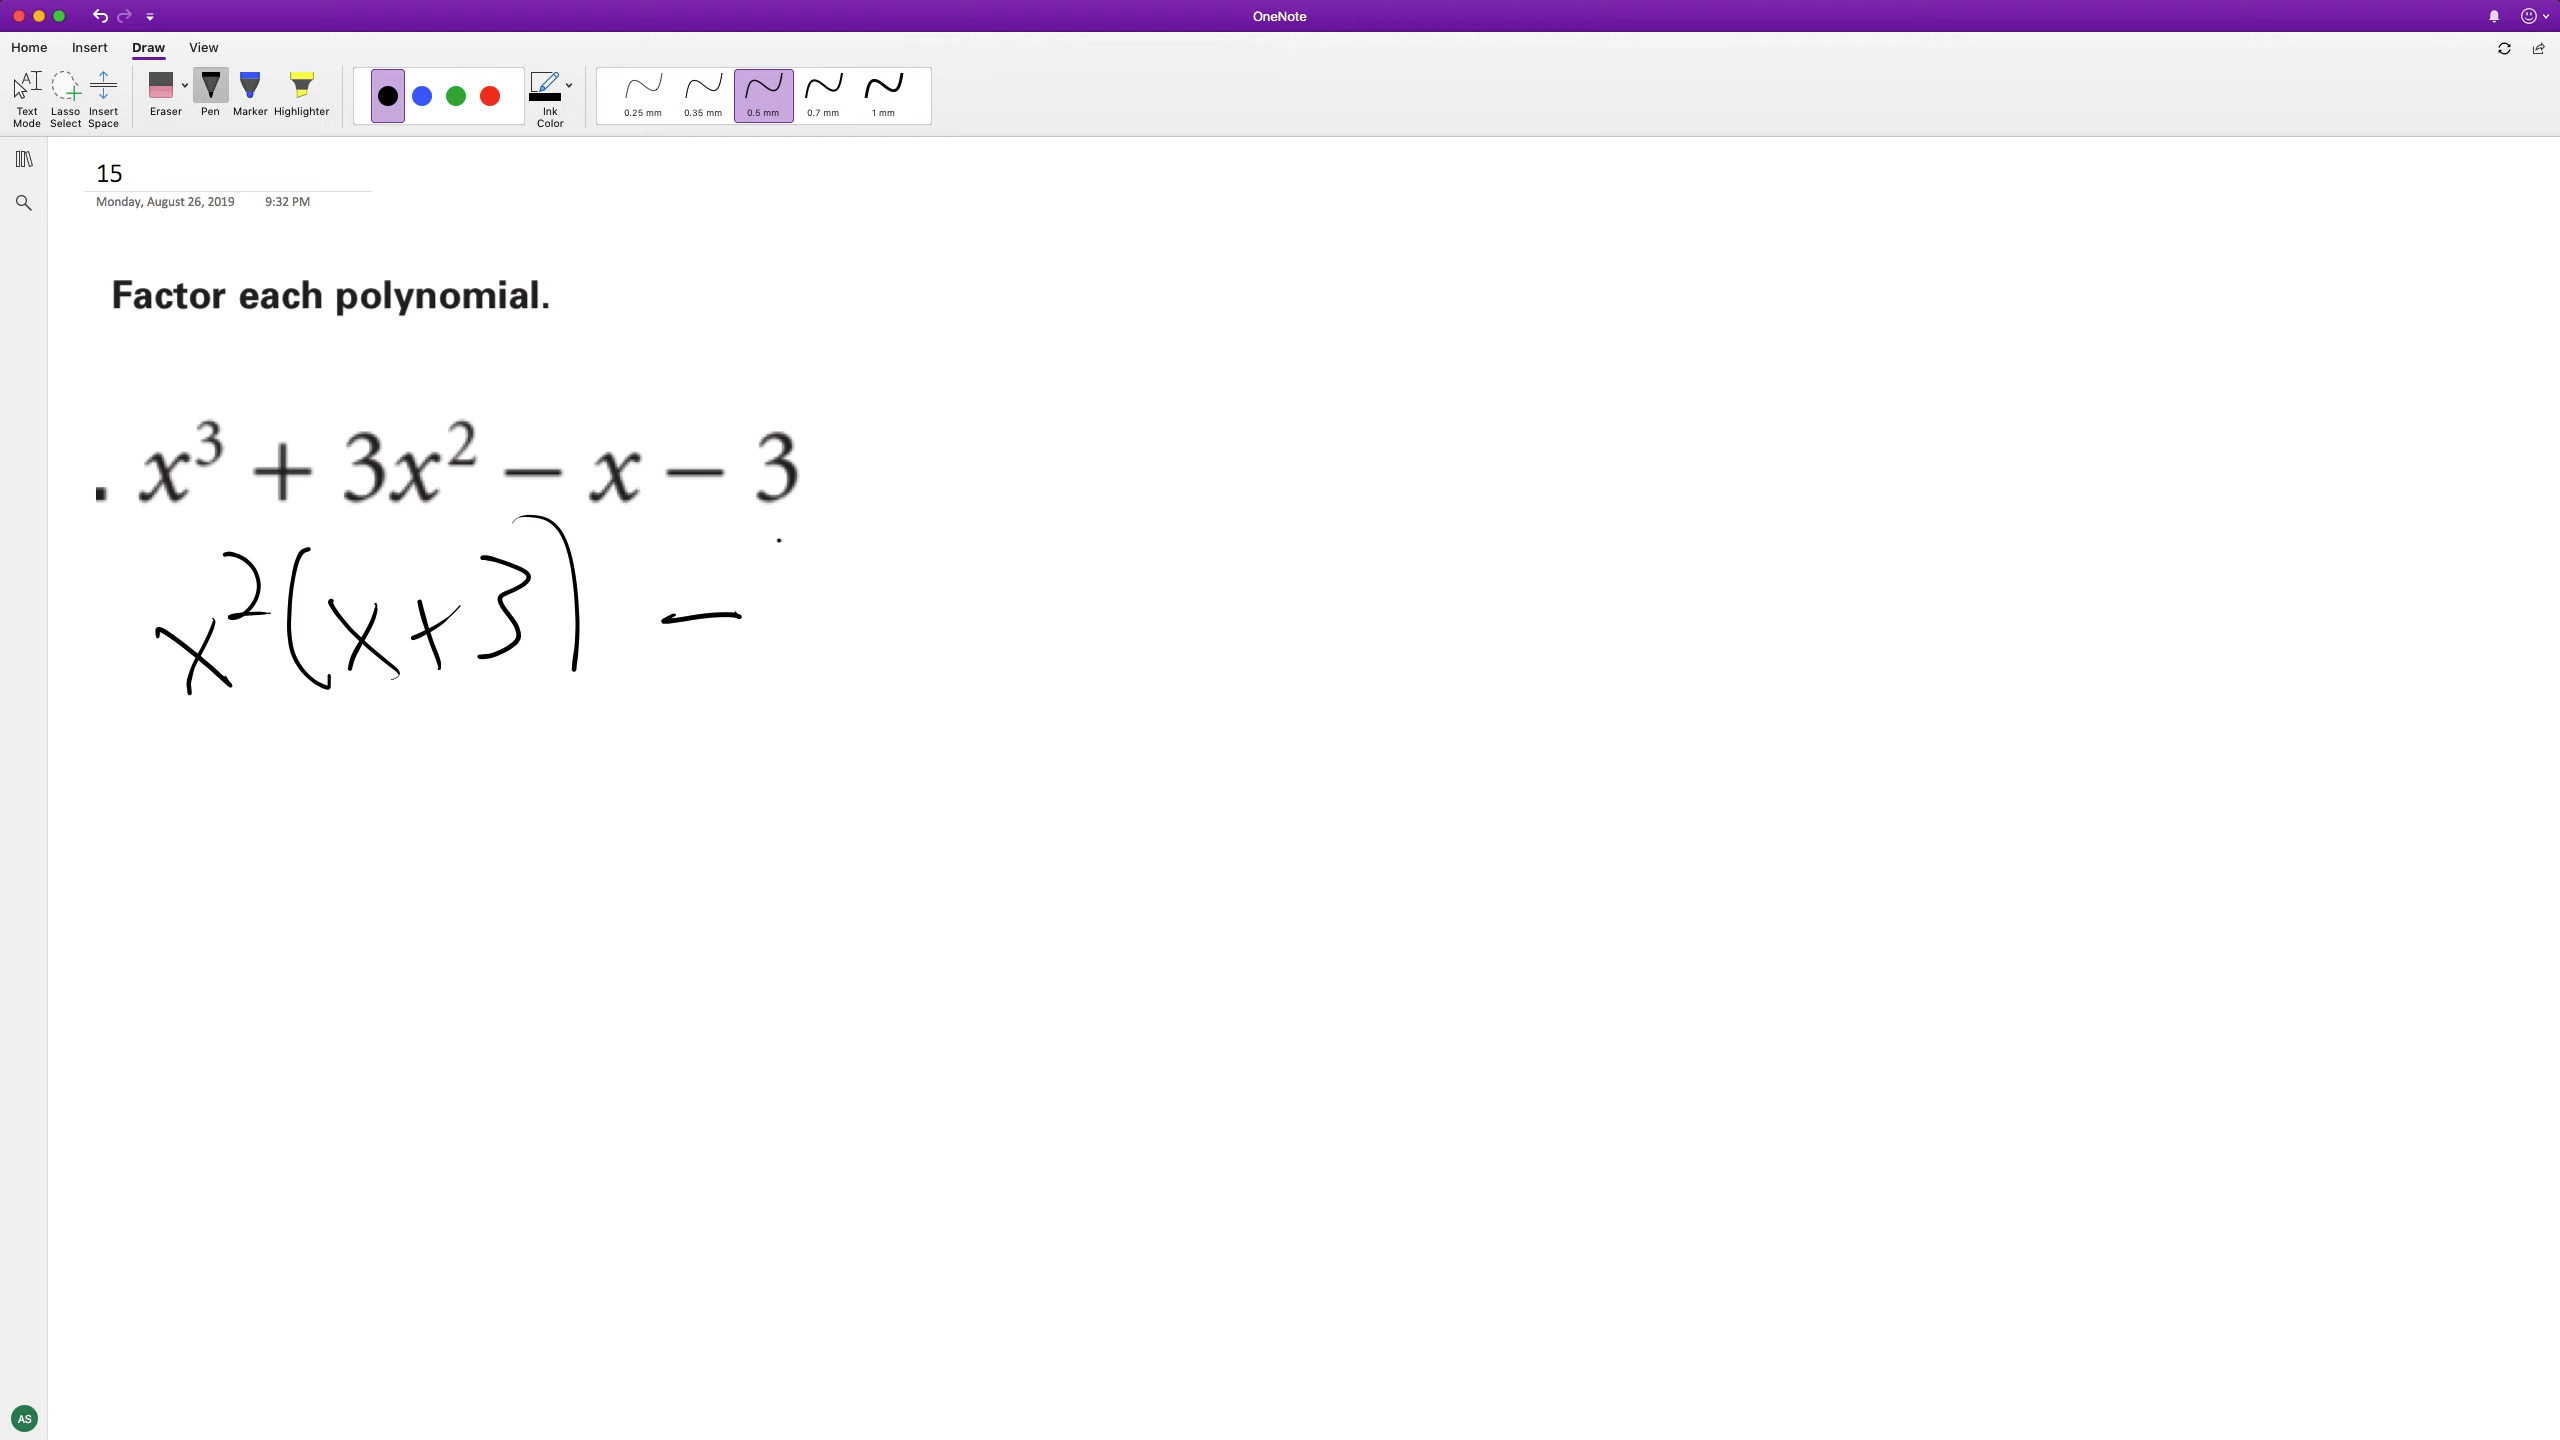 OneNote
Home Insert Draw View
Text Mode Lasso Select Insert Space Eraser Pen Marker Highlighter Ink Color 0.25 mm 0.35 mm 0.5 mm 0.7 mm 1 mm
15
Monday, August 26, 2019 9:32 PM
Factor each polynomial.
. x³ + 3x² − x − 3
x²(x+3) −
AS